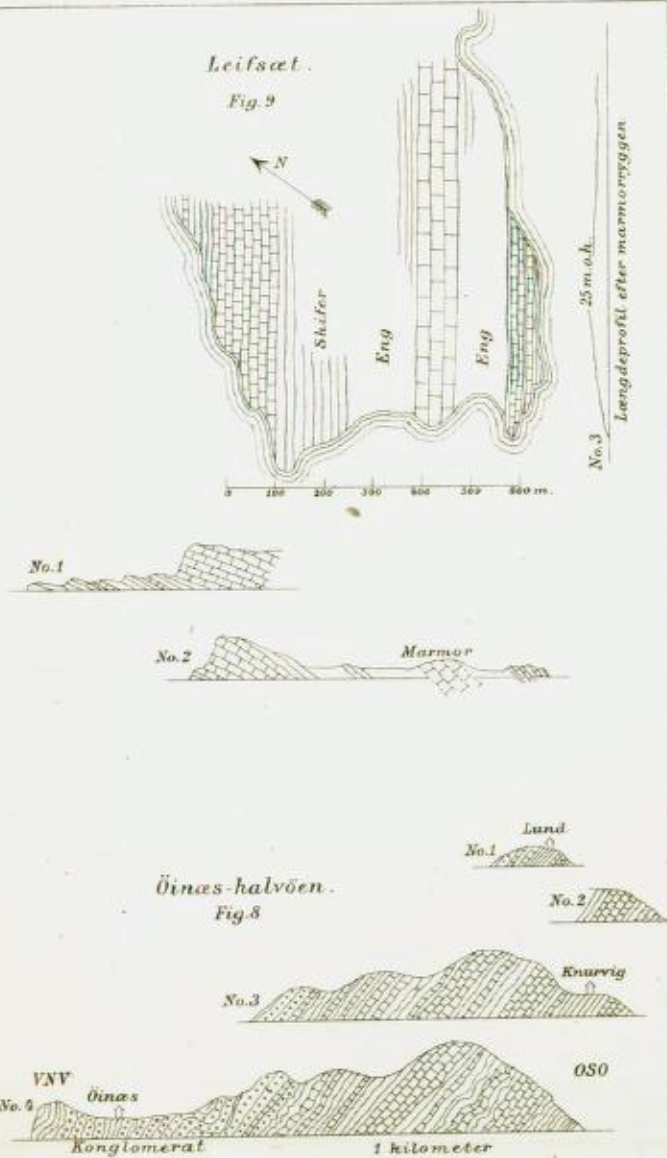 Leifsæt.
Fig. 9
N
Skifer
Eng
Eng
No. 3
25 m.o.h.
Længdeprofil efter marmorryggen
0 100 200 300 400 500 600 m.
No. 1
No. 2
Marmor
Öinæs-halvöen.
Fig. 8
No. 1
Lund
No. 2
No. 3
Knurvig
VNV
OSO
No. 4
Öinæs
Konglomerat
1 kilometer